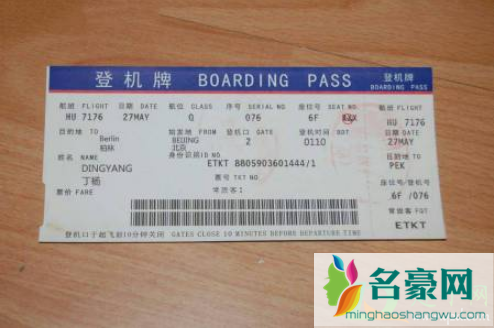 登机牌 BOARDING PASS
登机牌
BOARDING PASS
航班 FLIGHT 日期 DATE 舱位 CLASS 序号 SERIAL NO. 座位号 SEAT NO.
HU 7176 27MAY Q 076 6F
航班 FLIGHT
HU 7176
日期 DATE
27MAY
目的地 TO Berlin 柏林
始发地 FROM BEIJING 北京
登机口 GATE 2
登机时间 BDT 0110
目的地 TO
PEK
姓名 NAME
DINGYANG
丁杨
身份识别 ID NO
ETKT 8805903601444/1
票号 TKT NO
票价 FARE
常旅客
座位号/序号
6F /076
常旅客 FQT
ETKT
登机口于起飞前10分钟关闭 GATES CLOSE 10 MINUTES BEFORE DEPARTURE TIME
名豪网
minghaoshangwu.com